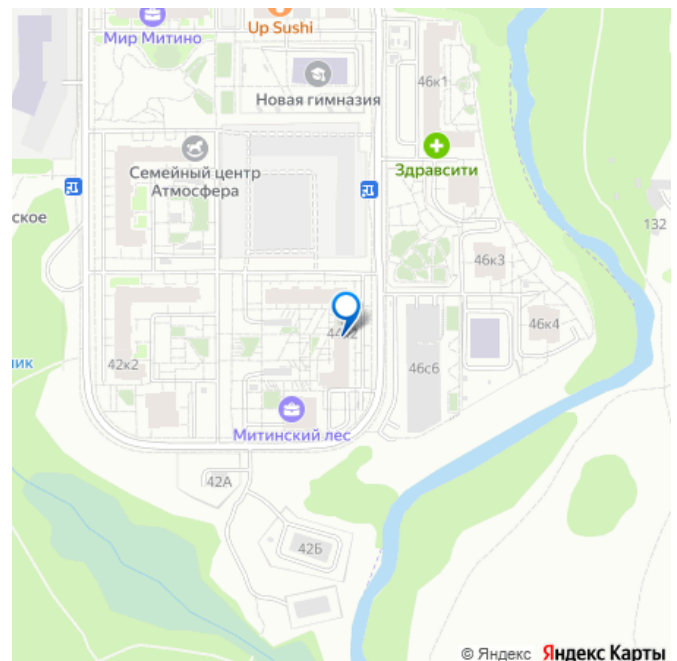 Мир Митино
Up Sushi
46к1
Новая гимназия
Здравсити
Семейный центр
Атмосфера
ское
132
46к3
46к4
42к2
46с6
ник
Митинский лес
42А
42Б
© Яндекс Яндекс Карты